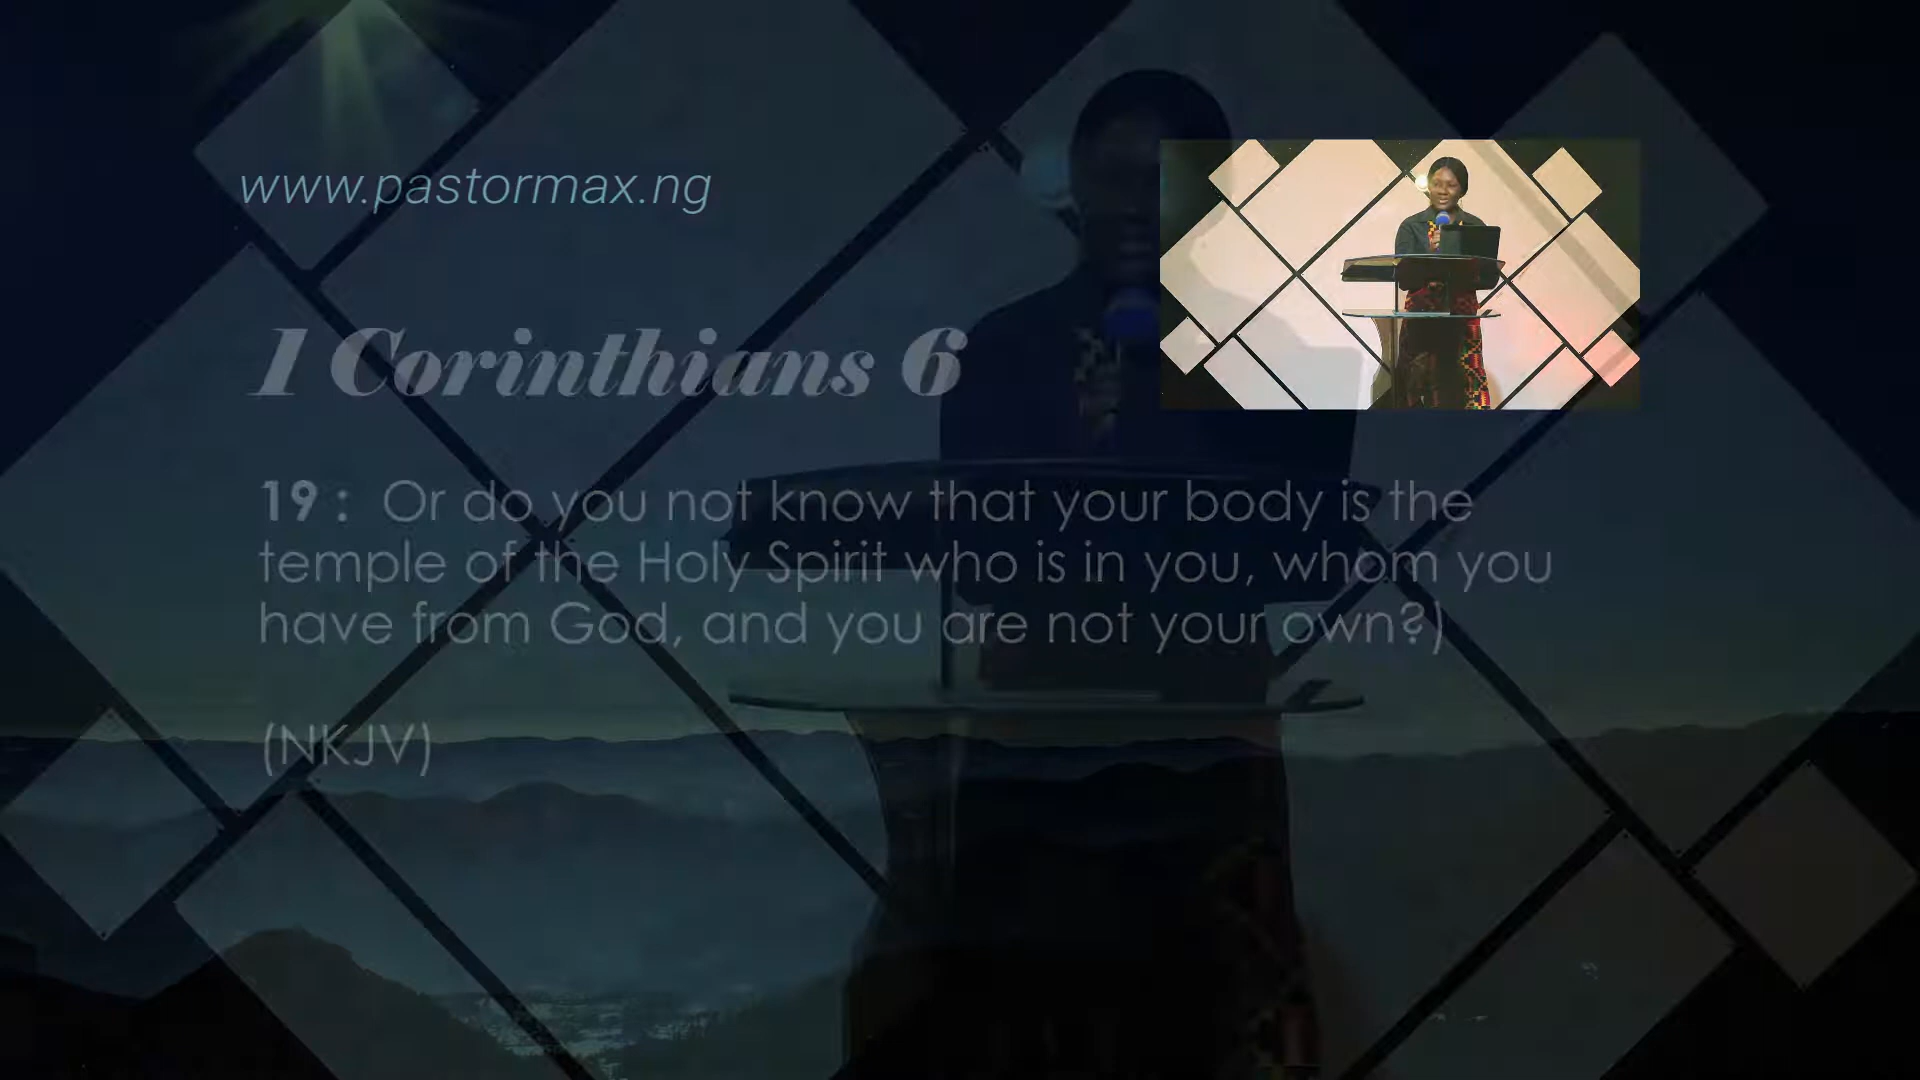 www.pastormax.ng
1 Corinthians 6
19 : Or do you not know that your body is the
temple of the Holy Spirit who is in you, whom you
have from God, and you are not your own?)
(NKJV)